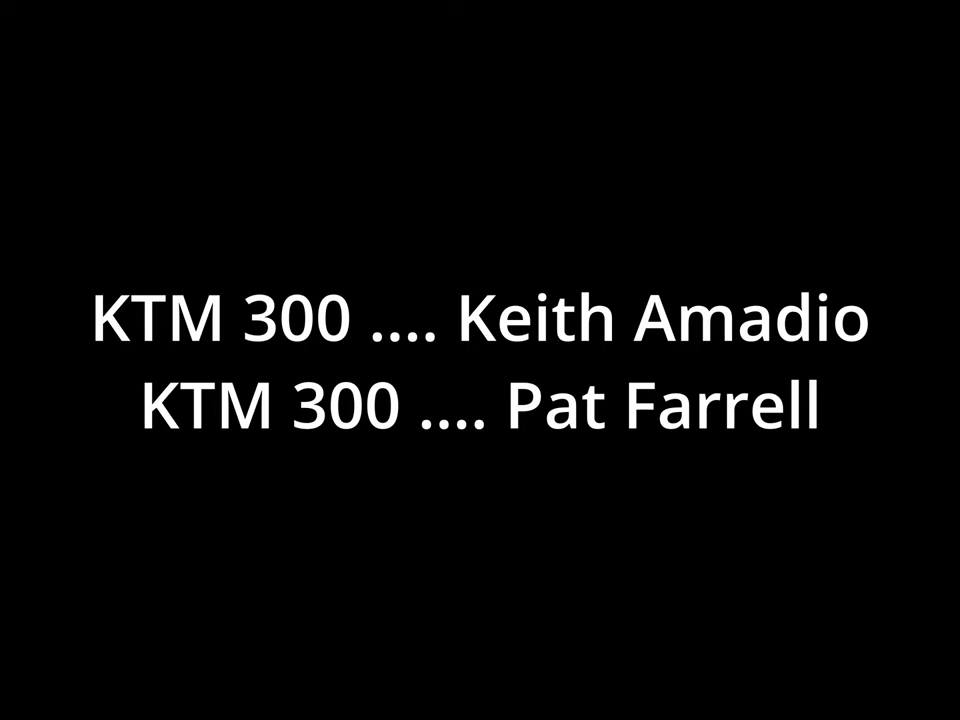 KTM 300 .... Keith Amadio
KTM 300 .... Pat Farrell